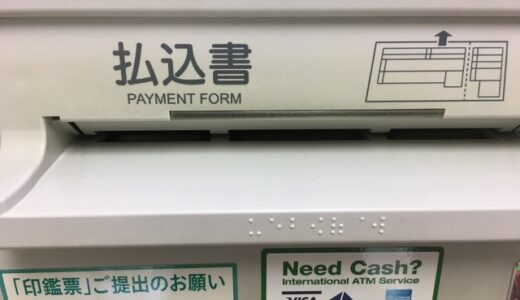 払込書
PAYMENT FORM
「印鑑票」ご提出のお願い
Need Cash?
International ATM Service
VISA